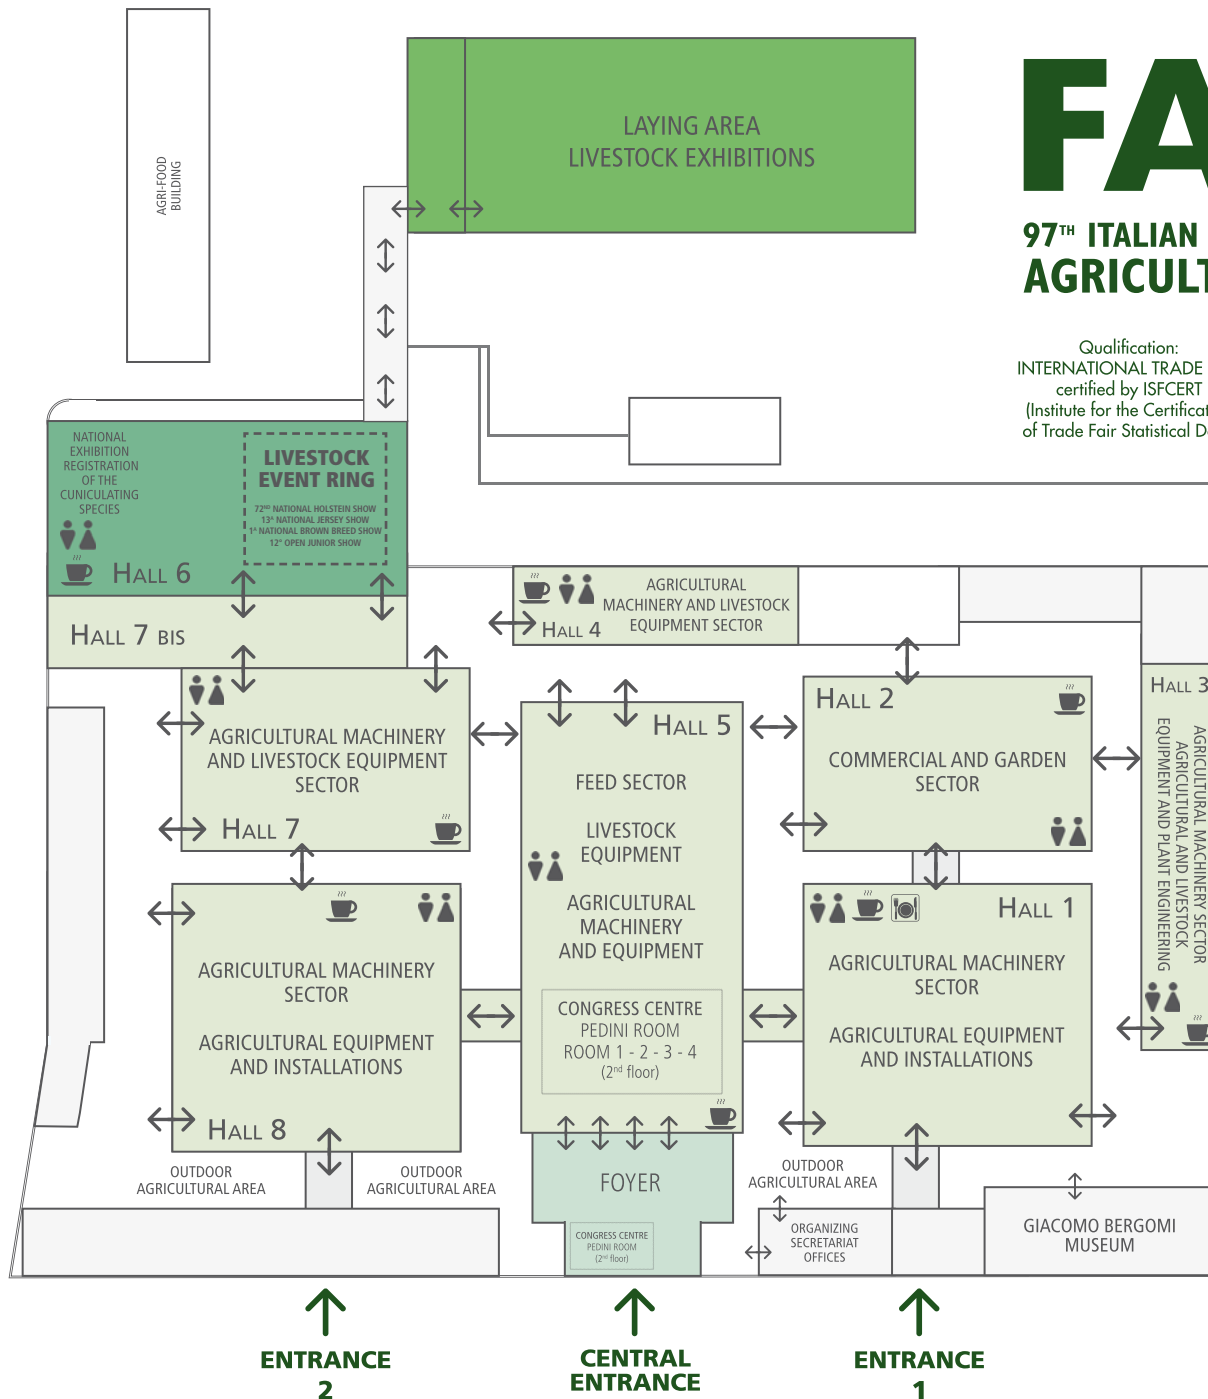 FA
97TH ITALIAN
AGRICULT
Qualification:
INTERNATIONAL TRADE
certified by ISFCERT
(Institute for the Certificat
of Trade Fair Statistical D
LAYING AREA
LIVESTOCK EXHIBITIONS
AGRI-FOOD
BUILDING
NATIONAL
EXHIBITION
REGISTRATION
OF THE
CUNICULATING
SPECIES
LIVESTOCK
EVENT RING
72ND NATIONAL HOLSTEIN SHOW
13a NATIONAL JERSEY SHOW
1a NATIONAL BROWN BREED SHOW
12° OPEN JUNIOR SHOW
HALL 6
HALL 7 BIS
AGRICULTURAL
MACHINERY AND LIVESTOCK
EQUIPMENT SECTOR
HALL 4
AGRICULTURAL MACHINERY
AND LIVESTOCK EQUIPMENT
SECTOR
HALL 7
HALL 5
FEED SECTOR
LIVESTOCK
EQUIPMENT
AGRICULTURAL
MACHINERY
AND EQUIPMENT
CONGRESS CENTRE
PEDINI ROOM
ROOM 1 - 2 - 3 - 4
(2nd floor)
HALL 2
COMMERCIAL AND GARDEN
SECTOR
HALL 3
AGRICULTURAL MACHINERY SECTOR
AGRICULTURAL AND LIVESTOCK
EQUIPMENT AND PLANT ENGINEERING
AGRICULTURAL MACHINERY
SECTOR
AGRICULTURAL EQUIPMENT
AND INSTALLATIONS
HALL 8
HALL 1
AGRICULTURAL MACHINERY
SECTOR
AGRICULTURAL EQUIPMENT
AND INSTALLATIONS
OUTDOOR
AGRICULTURAL AREA
OUTDOOR
AGRICULTURAL AREA
FOYER
CONGRESS CENTRE
PEDINI ROOM
(2nd floor)
OUTDOOR
AGRICULTURAL AREA
ORGANIZING
SECRETARIAT
OFFICES
GIACOMO BERGOMI
MUSEUM
ENTRANCE
2
CENTRAL
ENTRANCE
ENTRANCE
1